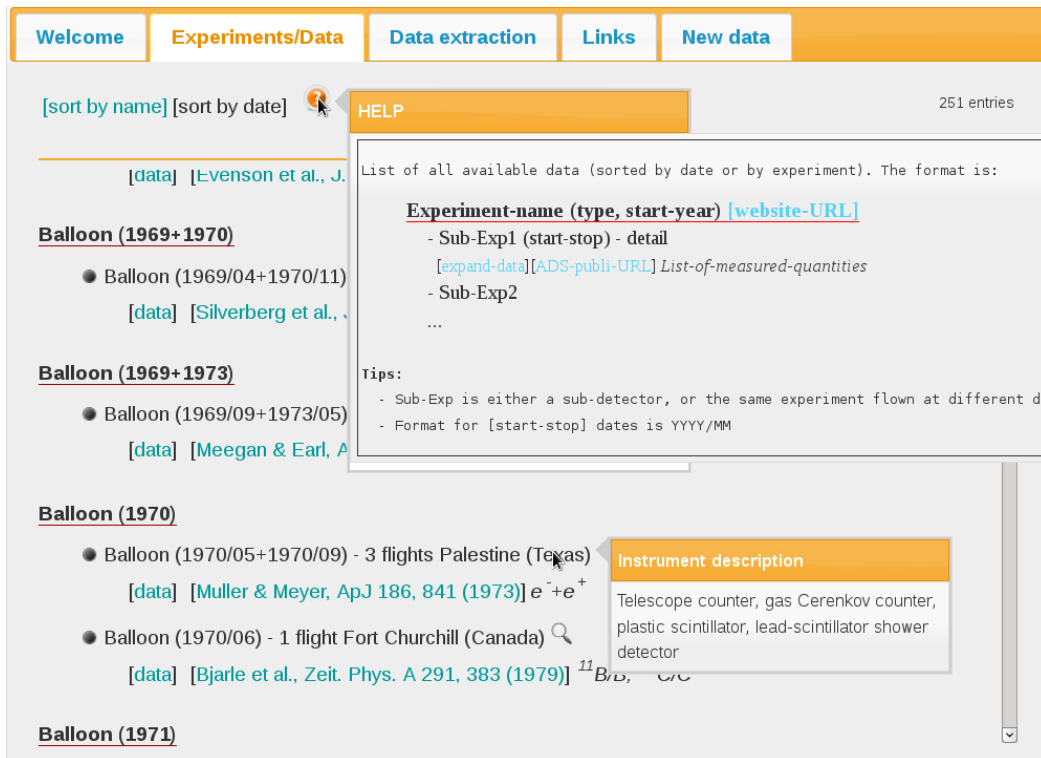 Welcome Experiments/Data Data extraction Links New data
[sort by name] [sort by date] ? 251 entries
HELP
List of all available data (sorted by date or by experiment). The format is:
Experiment-name (type, start-year) [website-URL]
- Sub-Exp1 (start-stop) - detail
[expand-data][ADS-publi-URL] List-of-measured-quantities
- Sub-Exp2
...
Tips:
- Sub-Exp is either a sub-detector, or the same experiment flown at different
- Format for [start-stop] dates is YYYY/MM
[data] [Evenson et al., J.
Balloon (1969+1970)
Balloon (1969/04+1970/11)
[data] [Silverberg et al.,
Balloon (1969+1973)
Balloon (1969/09+1973/05)
[data] [Meegan & Earl, A
Balloon (1970)
Balloon (1970/05+1970/09) - 3 flights Palestine (Texas)
[data] [Muller & Meyer, ApJ 186, 841 (1973)] e⁻+e⁺
Instrument description
Telescope counter, gas Cerenkov counter,
plastic scintillator, lead-scintillator shower
detector
Balloon (1970/06) - 1 flight Fort Churchill (Canada)
[data] [Bjarle et al., Zeit. Phys. A 291, 383 (1979)] ¹¹B/B, C/C
Balloon (1971)